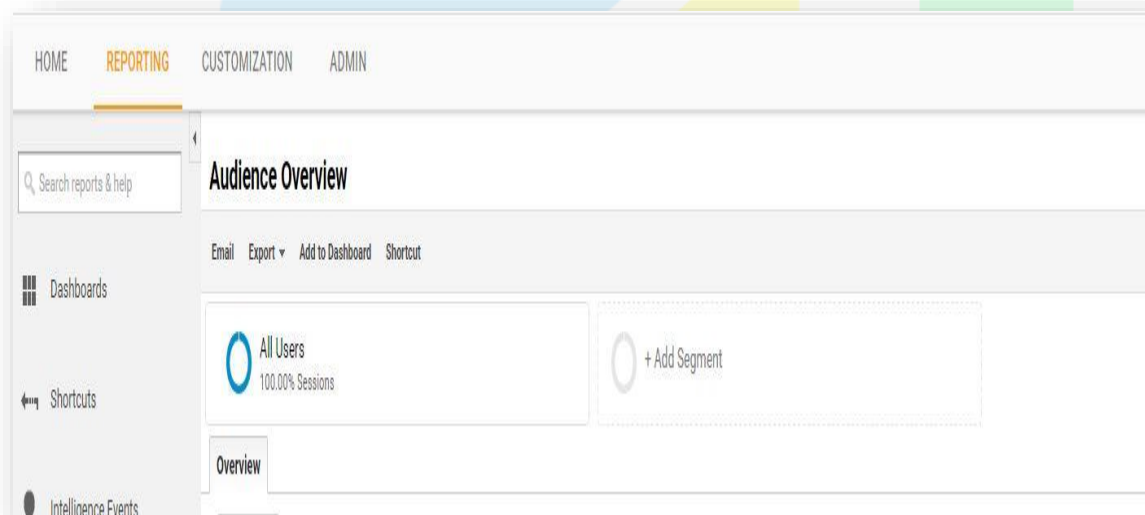 HOME REPORTING CUSTOMIZATION ADMIN
Search reports & help
Dashboards
Shortcuts
Intelligence Events
Audience Overview
Email Export Add to Dashboard Shortcut
All Users
100.00% Sessions
+ Add Segment
Overview